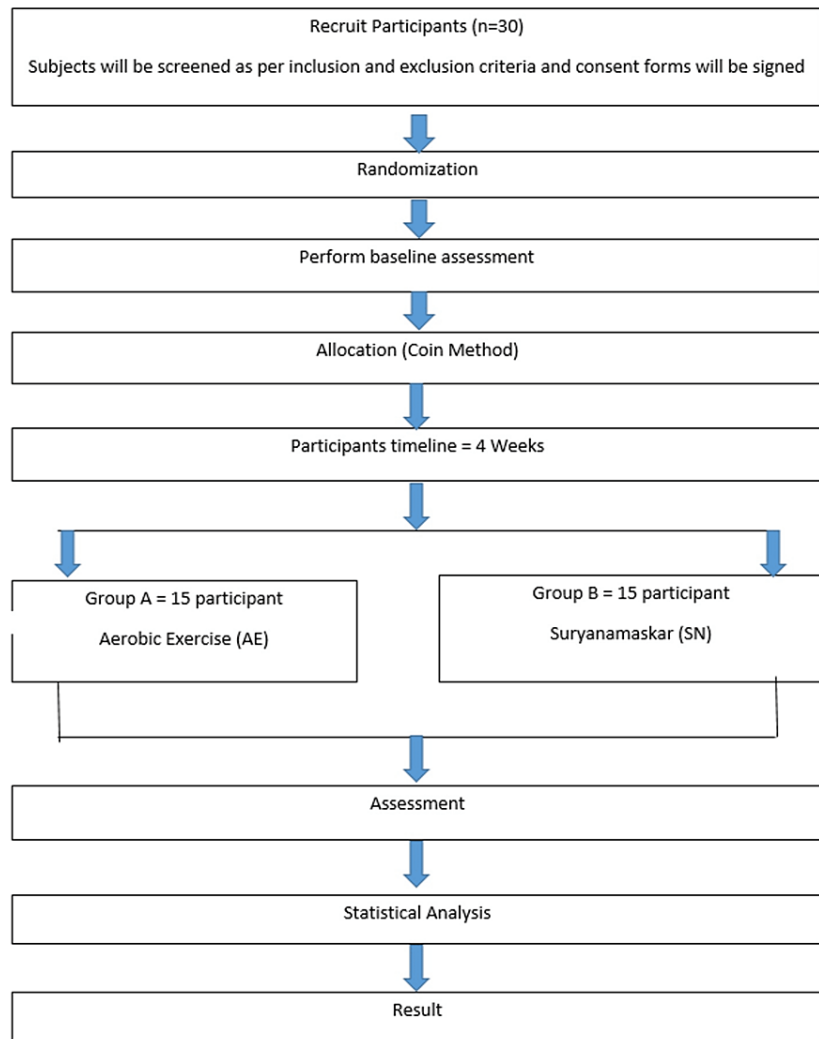 Recruit Participants (n=30)
Subjects will be screened as per inclusion and exclusion criteria and consent forms will be signed
Randomization
Perform baseline assessment
Allocation (Coin Method)
Participants timeline = 4 Weeks
Group A = 15 participant
Aerobic Exercise (AE)
Group B = 15 participant
Suryanamaskar (SN)
Assessment
Statistical Analysis
Result